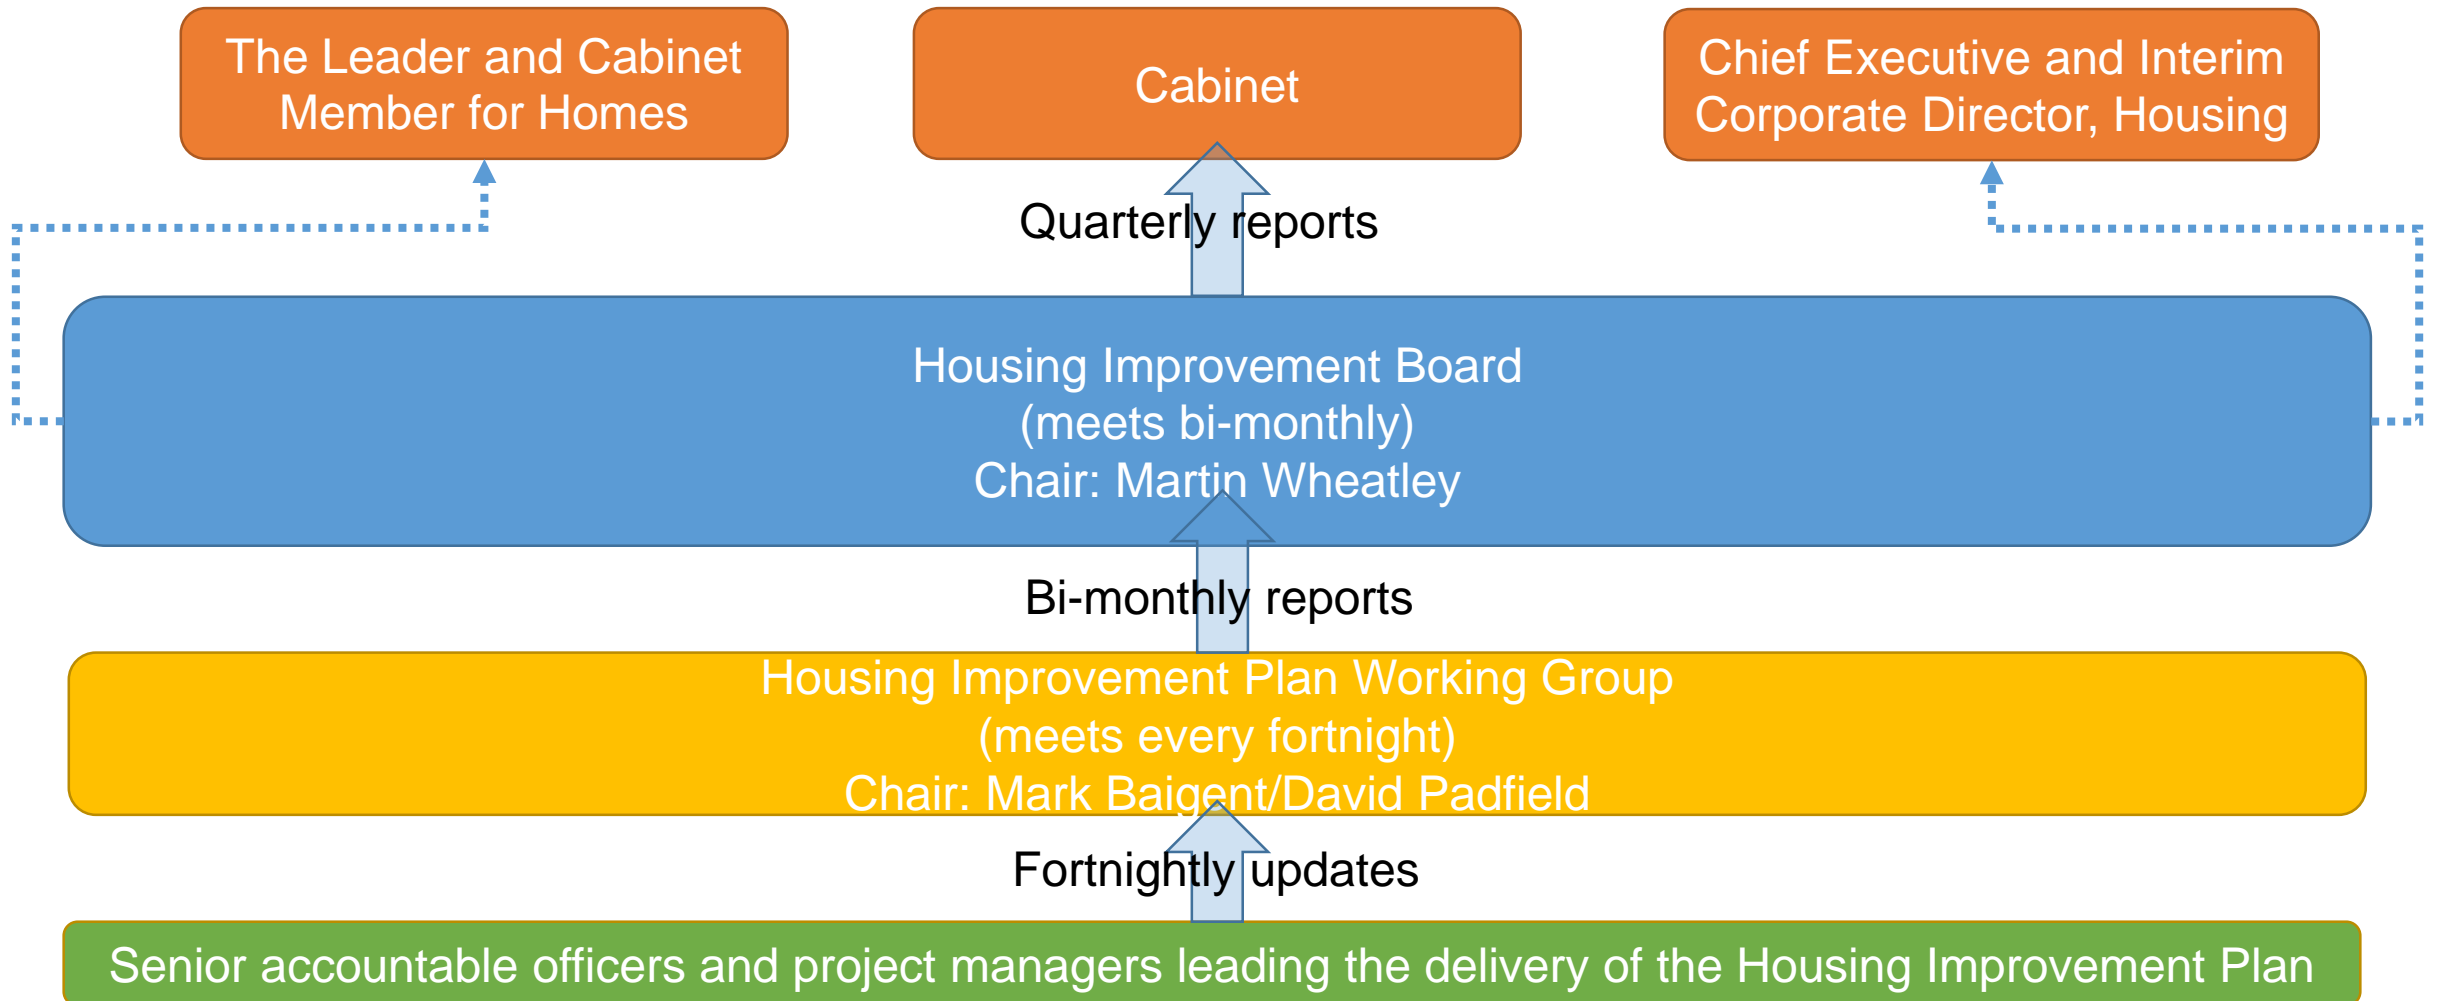 The Leader and Cabinet
Member for Homes
Cabinet
Chief Executive and Interim
Corporate Director, Housing
Quarterly reports
Housing Improvement Board
(meets bi-monthly)
Chair: Martin Wheatley
Bi-monthly reports
Housing Improvement Plan Working Group
(meets every fortnight)
Chair: Mark Baigent/David Padfield
Fortnightly updates
Senior accountable officers and project managers leading the delivery of the Housing Improvement Plan